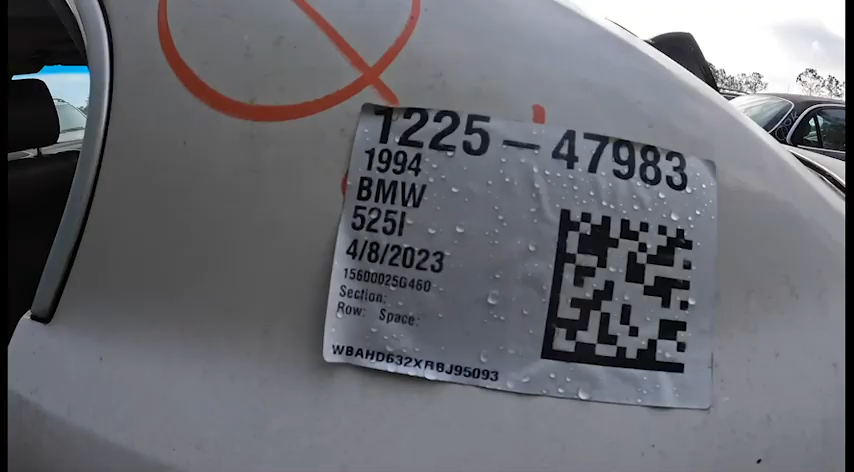 1225-47983
1994
BMW
525I
4/8/2023
15600025G460
Section:
Row: Space:
WBAHD632XRBJ95093